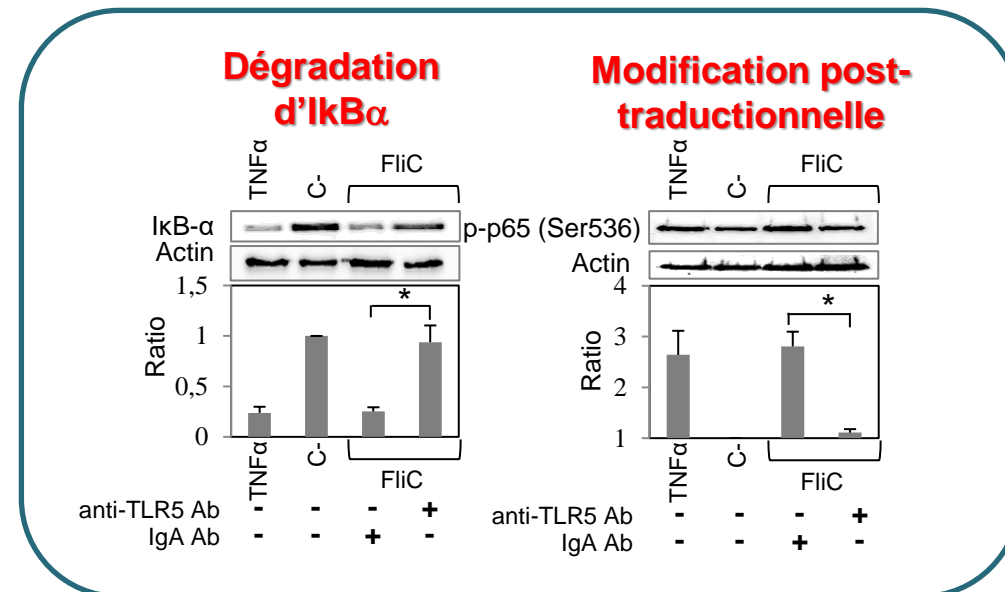 Dégradation
d'IkBα
TNFα
C-
FliC
IκB-α
Actin
1,5
1
0,5
0
Ratio
*
TNFα
C-
FliC
anti-TLR5 Ab - - - +
IgA Ab - - + -
Modification post-
traductionnelle
TNFα
C-
FliC
p-p65 (Ser536)
Actin
4
3
2
1
Ratio
*
TNFα
C-
FliC
anti-TLR5 Ab - - - +
IgA Ab - - + -